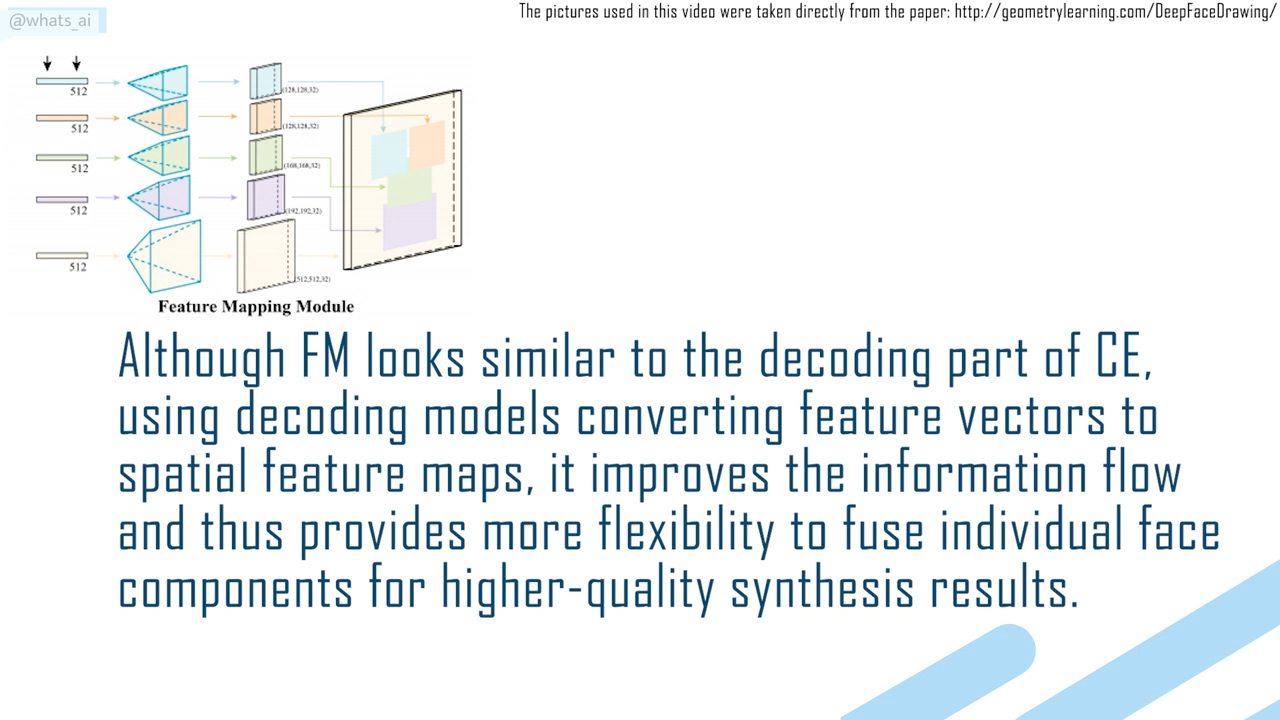 @whats_ai
The pictures used in this video were taken directly from the paper: http://geometrylearning.com/DeepFaceDrawing/
512
(128,128,32)
512
(128,128,32)
512
(168,168,32)
512
(192,192,32)
512
(512,512,32)
Feature Mapping Module
Although FM looks similar to the decoding part of CE,
using decoding models converting feature vectors to
spatial feature maps, it improves the information flow
and thus provides more flexibility to fuse individual face
components for higher-quality synthesis results.